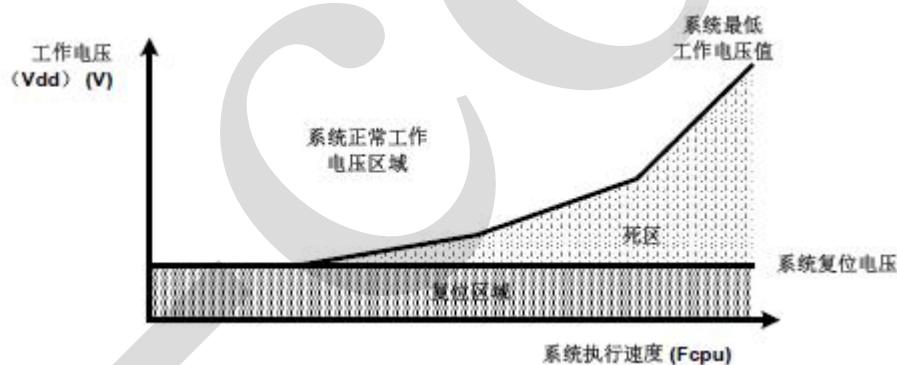 系统最低
工作电压值
工作电压
（Vdd）(V)
系统正常工作
电压区域
死区
系统复位电压
复位区域
系统执行速度 (Fcpu)